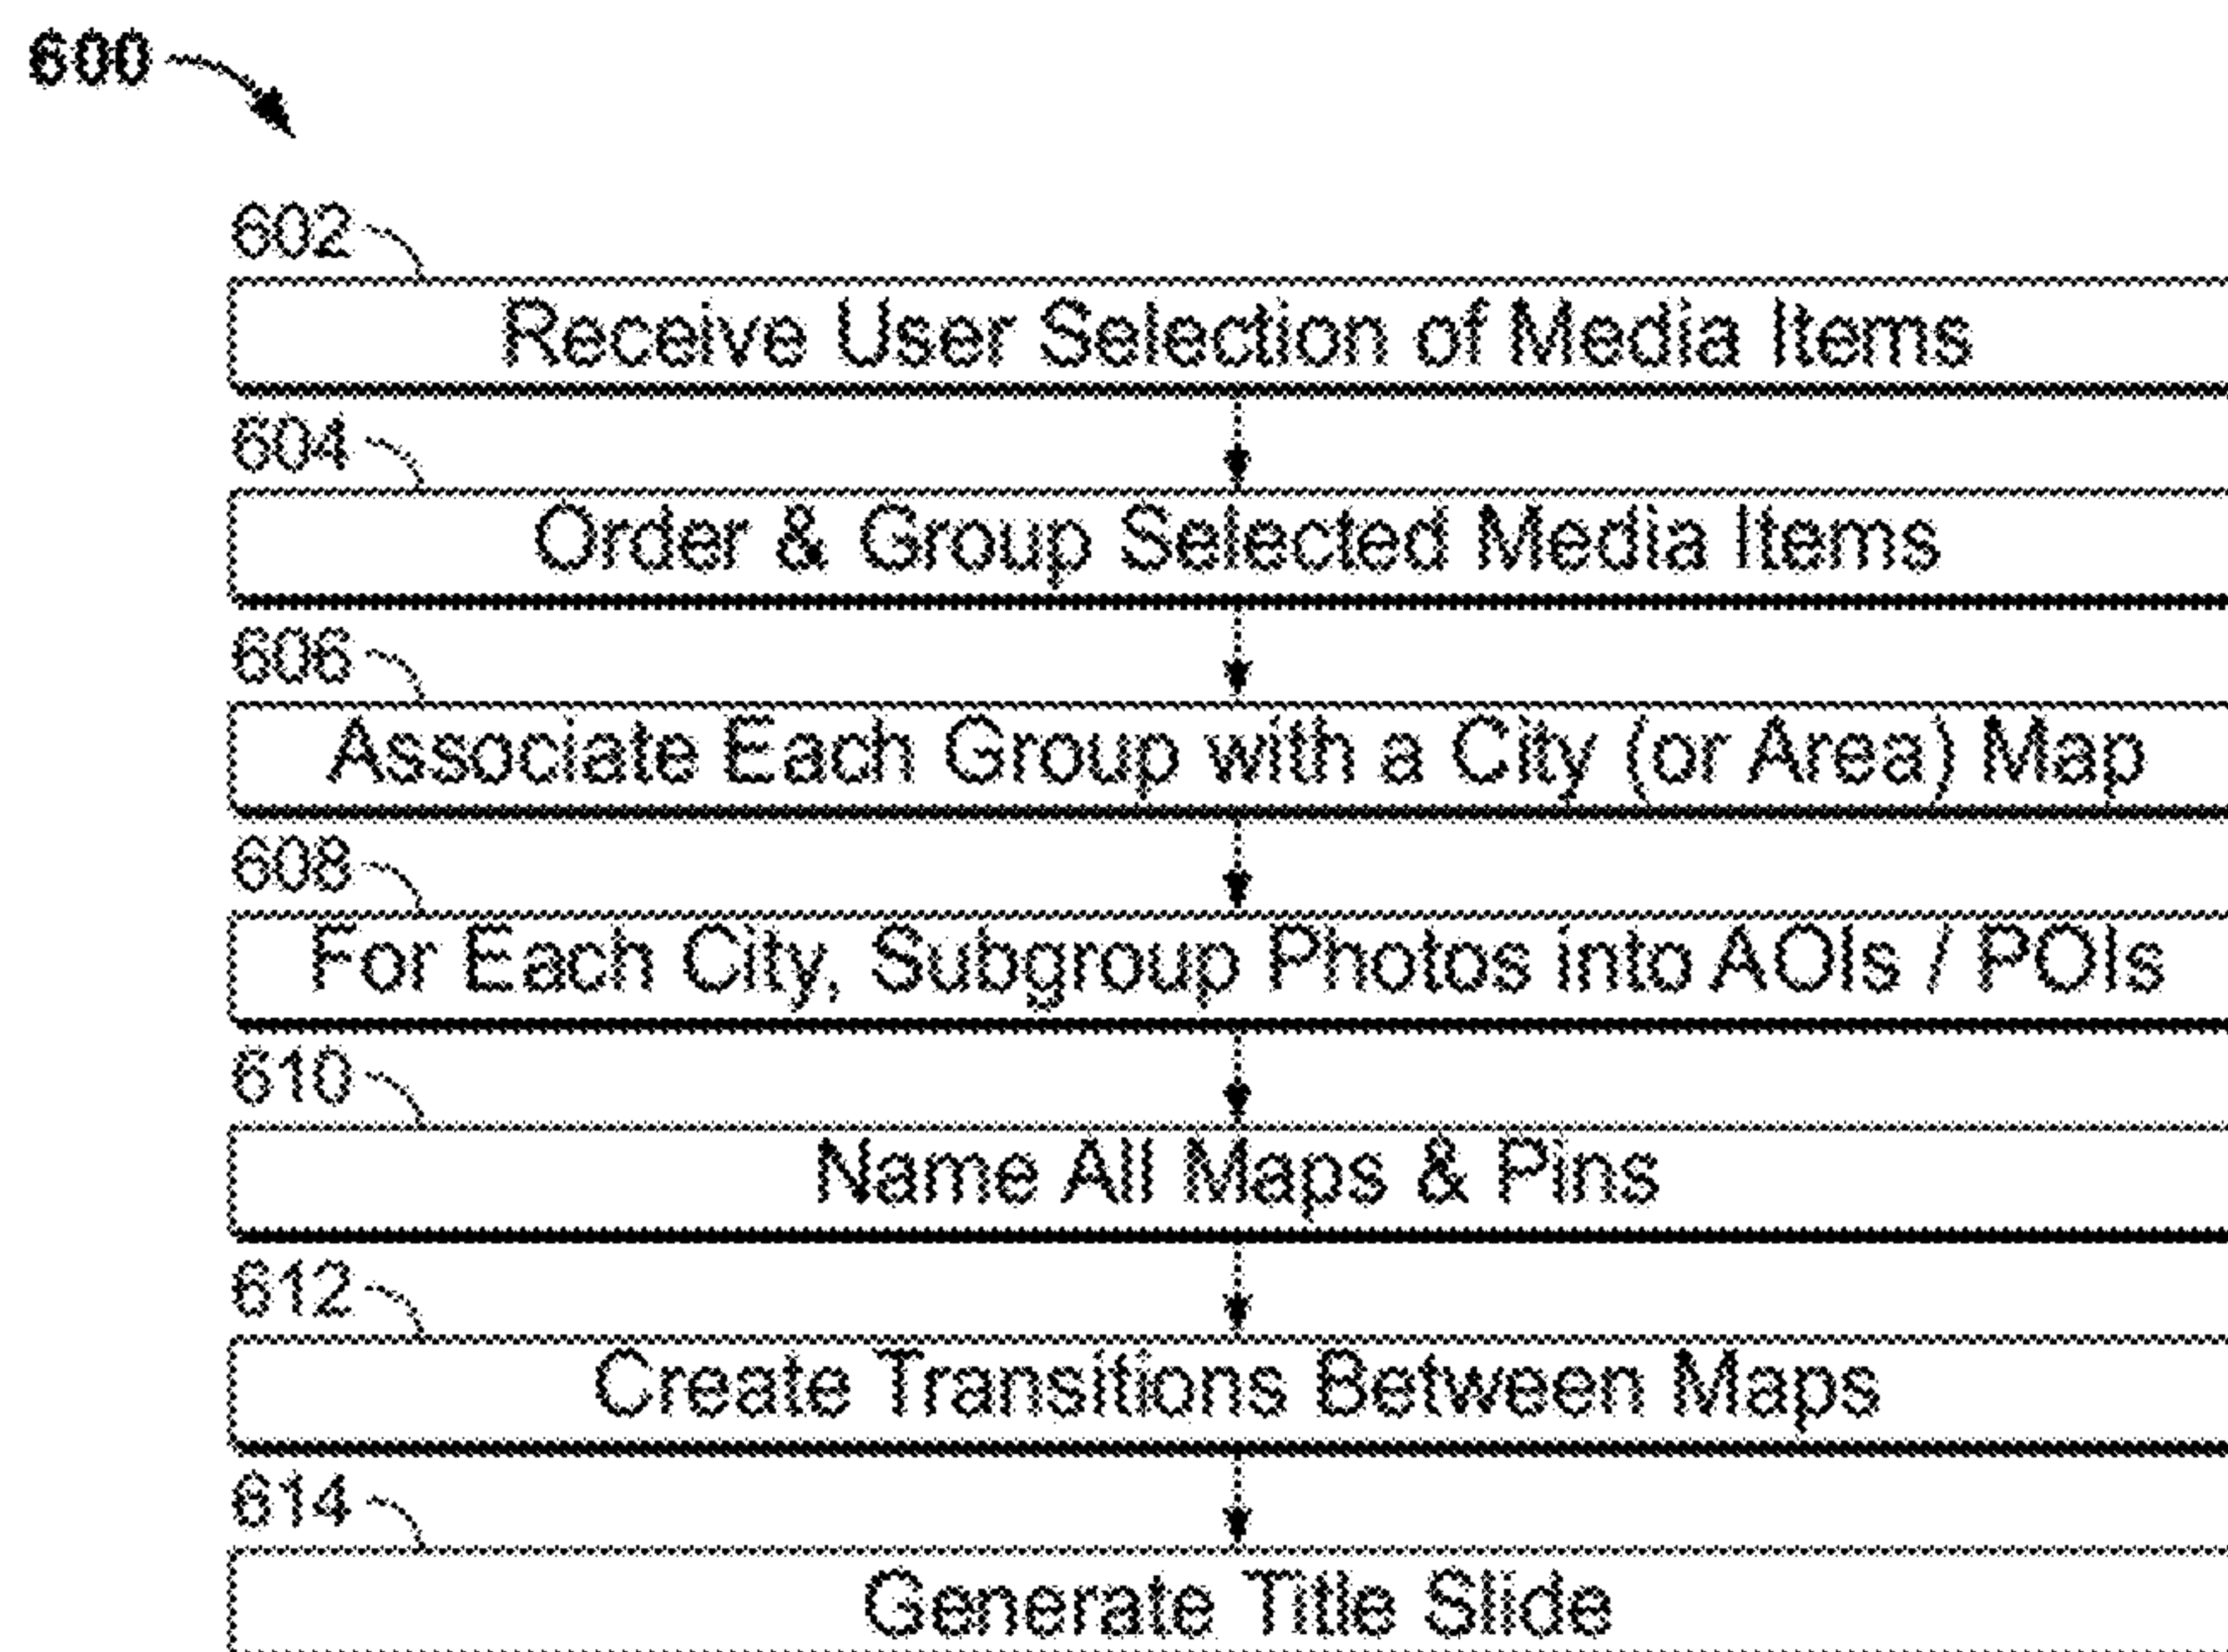 600
602
Receive User Selection of Media Items
604
Order & Group Selected Media Items
606
Associate Each Group with a City (or Area) Map
608
For Each City, Subgroup Photos into AOIs / POIs
610
Name All Maps & Pins
612
Create Transitions Between Maps
614
Generate Title Slide